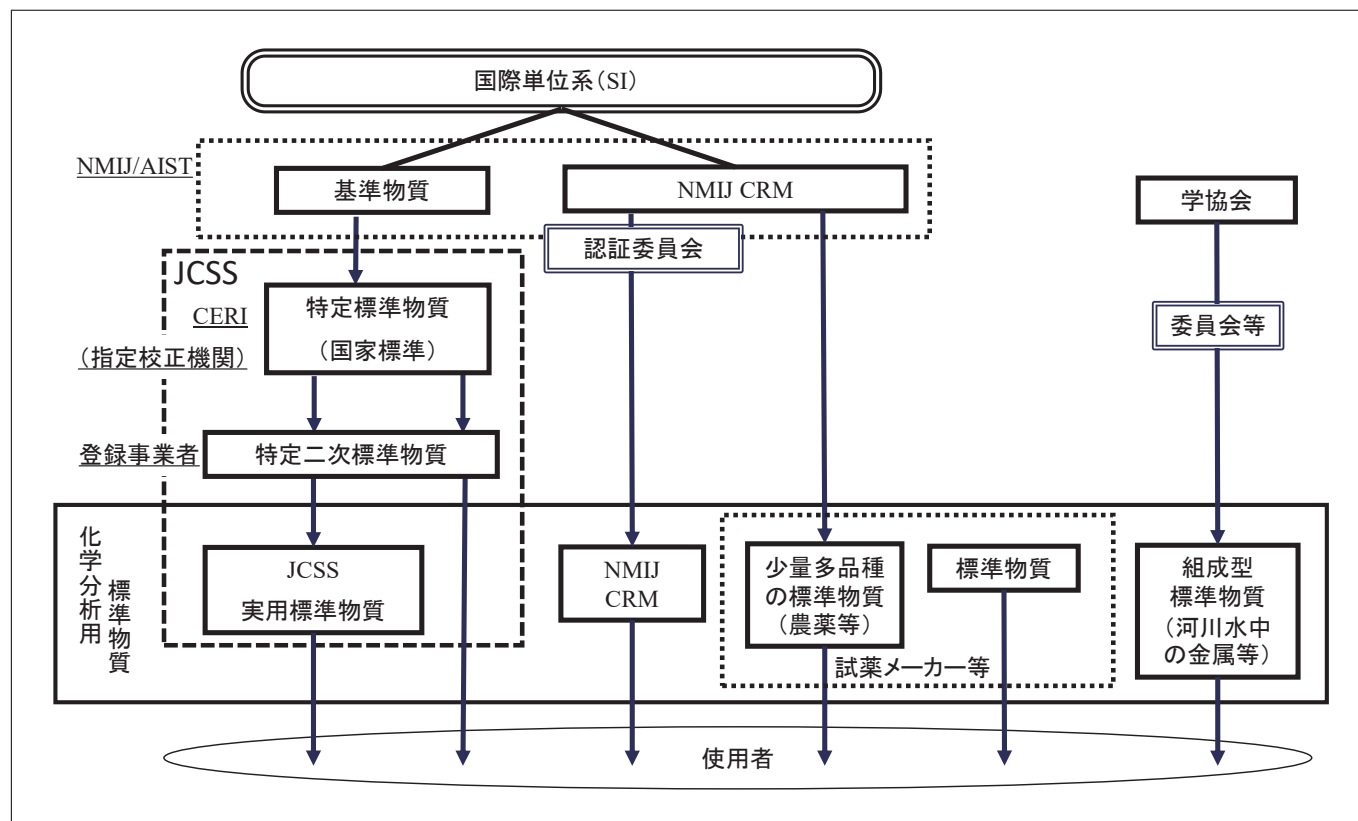 国際単位系（SI）
NMIJ/AIST
基準物質
NMIJ CRM
学協会
認証委員会
JCSS
CERI
（指定校正機関）
特定標準物質
（国家標準）
委員会等
登録事業者
特定二次標準物質
化学分析用
標準物質
JCSS
実用標準物質
NMIJ
CRM
少量多品種
の標準物質
（農薬等）
標準物質
試薬メーカー等
組成型
標準物質
（河川水中
の金属等）
使用者